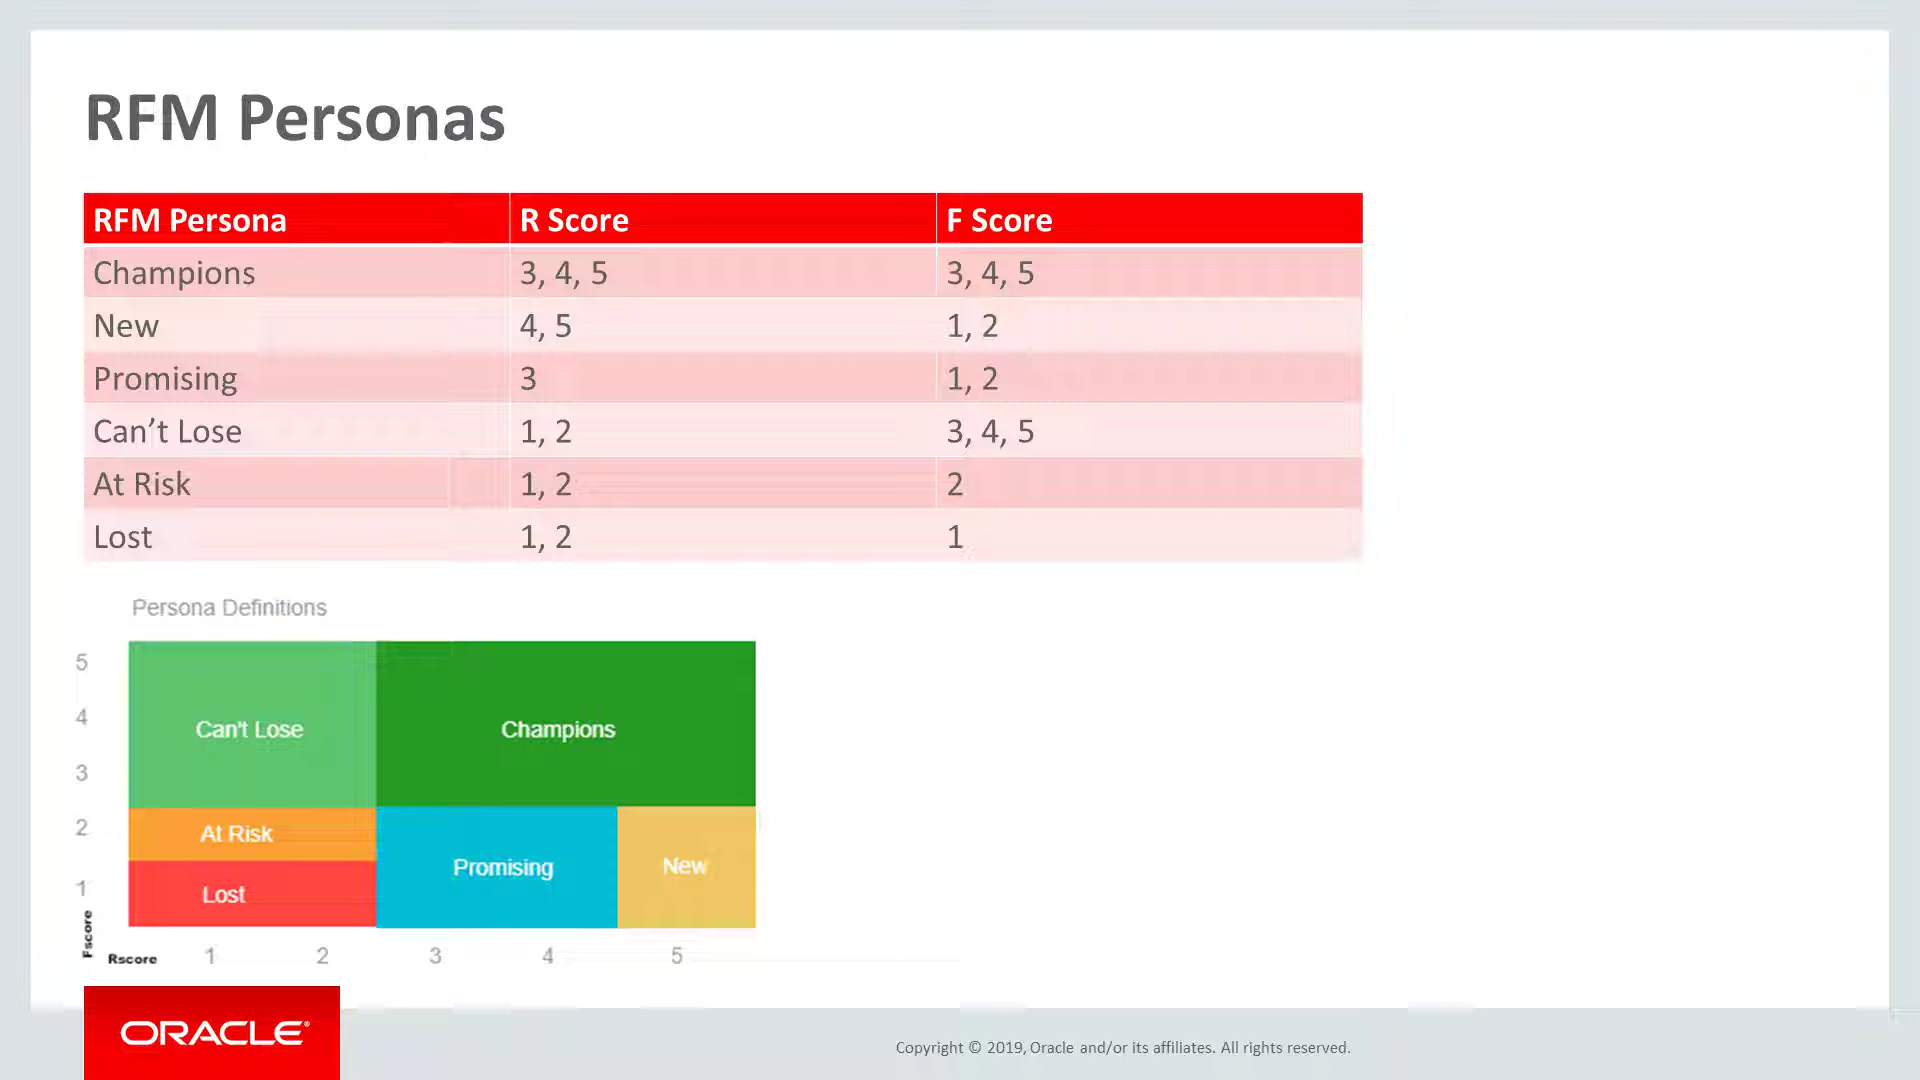 RFM Personas
RFM Persona R Score F Score
Champions 3, 4, 5 3, 4, 5
New 4, 5 1, 2
Promising 3 1, 2
Can’t Lose 1, 2 3, 4, 5
At Risk 1, 2 2
Lost 1, 2 1
Persona Definitions
5
4 Can't Lose Champions
3
2 At Risk
Promising New
1 Lost
Fscore
Rscore 1 2 3 4 5
ORACLE®
Copyright © 2019, Oracle and/or its affiliates. All rights reserved.